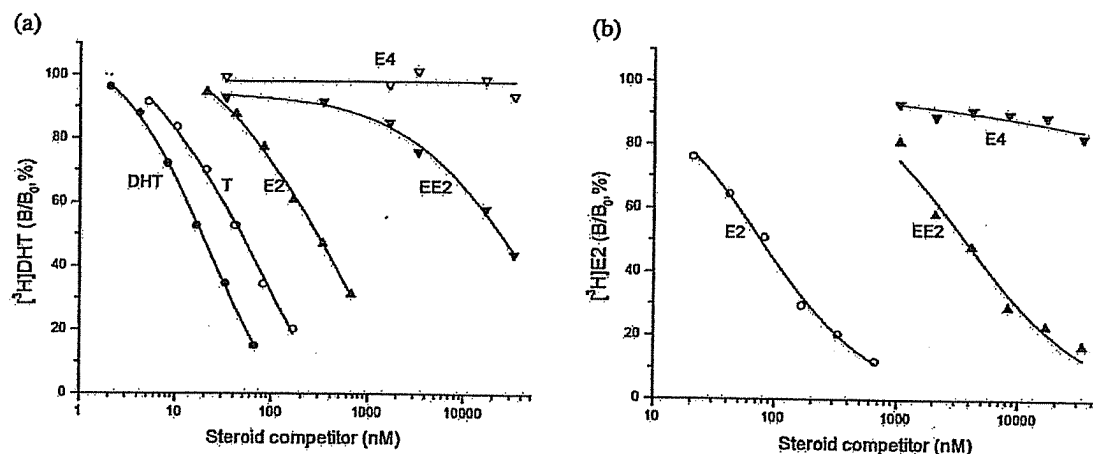 (a)
100
80
60
40
20
0
[³H]DHT (B/B₀, %)
E4
DHT
T
E2
EE2
1
10
100
1000
10000
Steroid competitor (nM)
(b)
100
80
60
40
20
0
[³H]E2 (B/B₀, %)
E4
E2
EE2
10
100
1000
10000
Steroid competitor (nM)